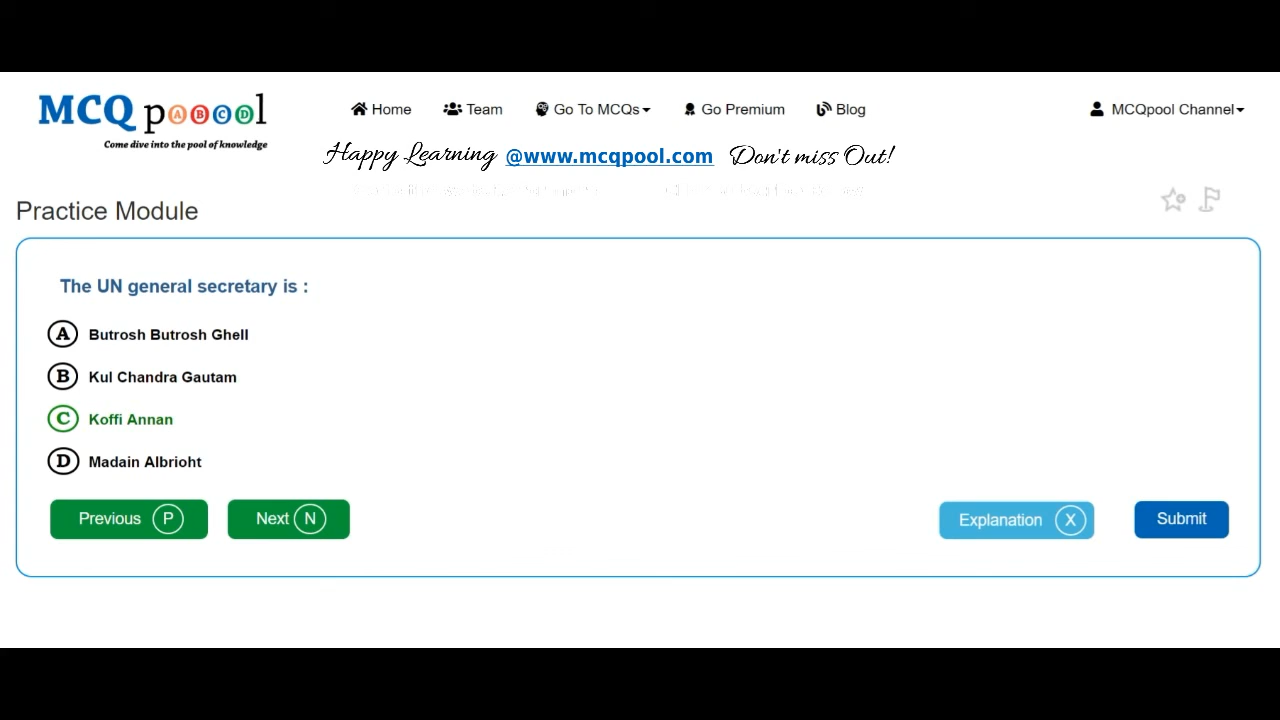 MCQ pABCDl
Come dive into the pool of knowledge
Home Team Go To MCQs Go Premium Blog MCQpool Channel
Happy Learning @www.mcqpool.com Don't miss Out!
Practice Module
The UN general secretary is :
A Butrosh Butrosh Ghell
B Kul Chandra Gautam
C Koffi Annan
D Madain Albrioht
Previous P Next N Explanation X Submit